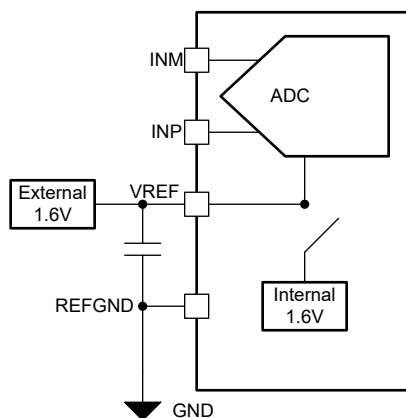 INM
ADC
INP
External
1.6V
VREF
REFGND
Internal
1.6V
GND